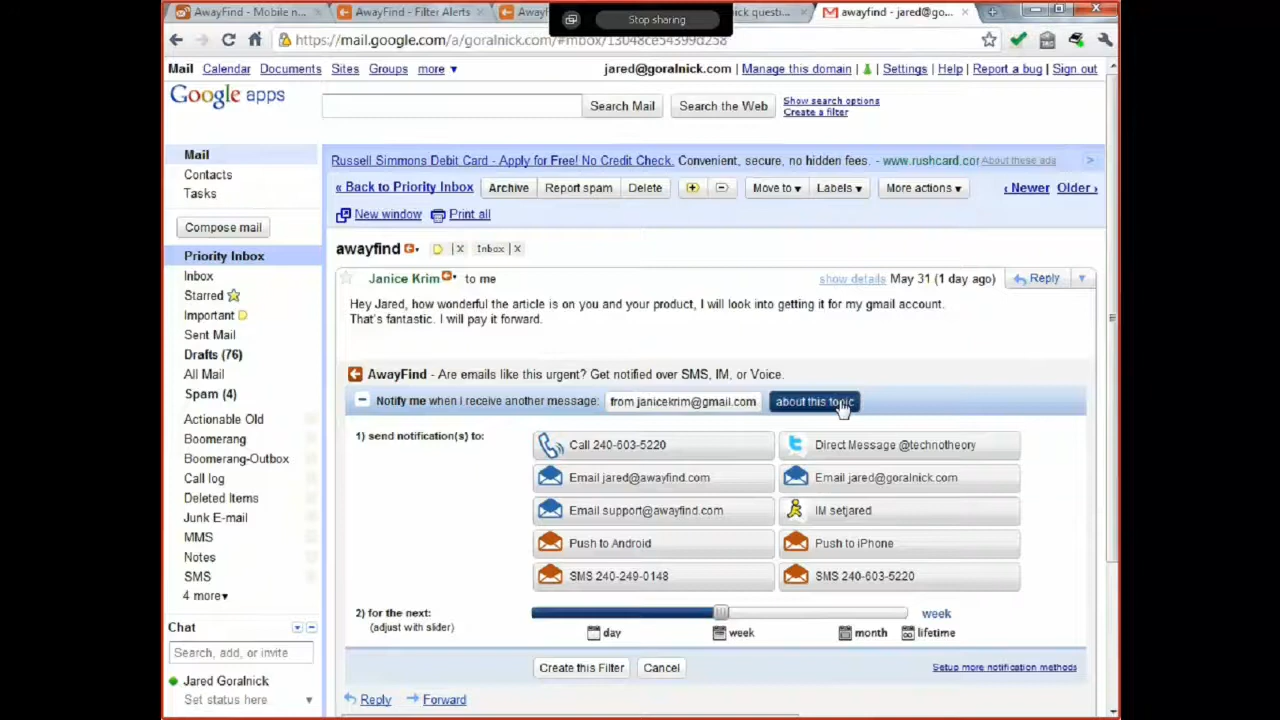 AwayFind - Mobile n...
AwayFind - Filter Alerts
AwayF
Stop sharing
ick questi...
awayfind - jared@go...
https://mail.google.com/a/goralnick.com/#mbox/13048ce54399d258
Mail Calendar Documents Sites Groups more ▼
jared@goralnick.com | Manage this domain | Settings | Help | Report a bug | Sign out
Google apps
Search Mail
Search the Web
Show search options
Create a filter
Mail
Contacts
Tasks
Compose mail
Priority Inbox
Inbox
Starred
Important
Sent Mail
Drafts (76)
All Mail
Spam (4)
Actionable Old
Boomerang
Boomerang-Outbox
Call log
Deleted Items
Junk E-mail
MMS
Notes
SMS
4 more▾
Chat
Search, add, or invite
Jared Goralnick
Set status here
Russell Simmons Debit Card - Apply for Free! No Credit Check. Convenient, secure, no hidden fees. - www.rushcard.com About these ads >
« Back to Priority Inbox Archive Report spam Delete Move to ▾ Labels ▾ More actions ▾ ‹ Newer Older ›
New window Print all
awayfind Inbox | X
Janice Krim to me
show details May 31 (1 day ago) Reply
Hey Jared, how wonderful the article is on you and your product, I will look into getting it for my gmail account.
That's fantastic. I will pay it forward.
AwayFind - Are emails like this urgent? Get notified over SMS, IM, or Voice.
Notify me when I receive another message: from janicekrim@gmail.com about this topic
1) send notification(s) to:
Call 240-603-5220
Direct Message @technotheory
Email jared@awayfind.com
Email jared@goralnick.com
Email support@awayfind.com
IM setjared
Push to Android
Push to iPhone
SMS 240-249-0148
SMS 240-603-5220
2) for the next:
(adjust with slider)
week
day week month lifetime
Create this Filter
Cancel
Setup more notification methods
Reply Forward